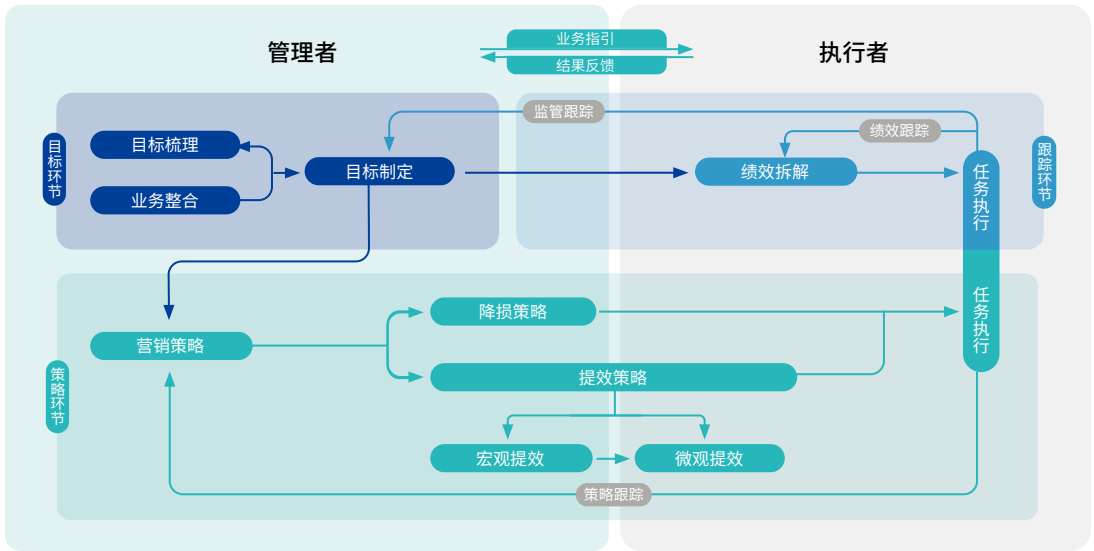 管理者
业务指引
结果反馈
执行者
目标环节
目标梳理
业务整合
目标制定
监管跟踪
绩效跟踪
绩效拆解
任务执行
跟踪环节
策略环节
营销策略
降损策略
提效策略
宏观提效
微观提效
任务执行
策略跟踪